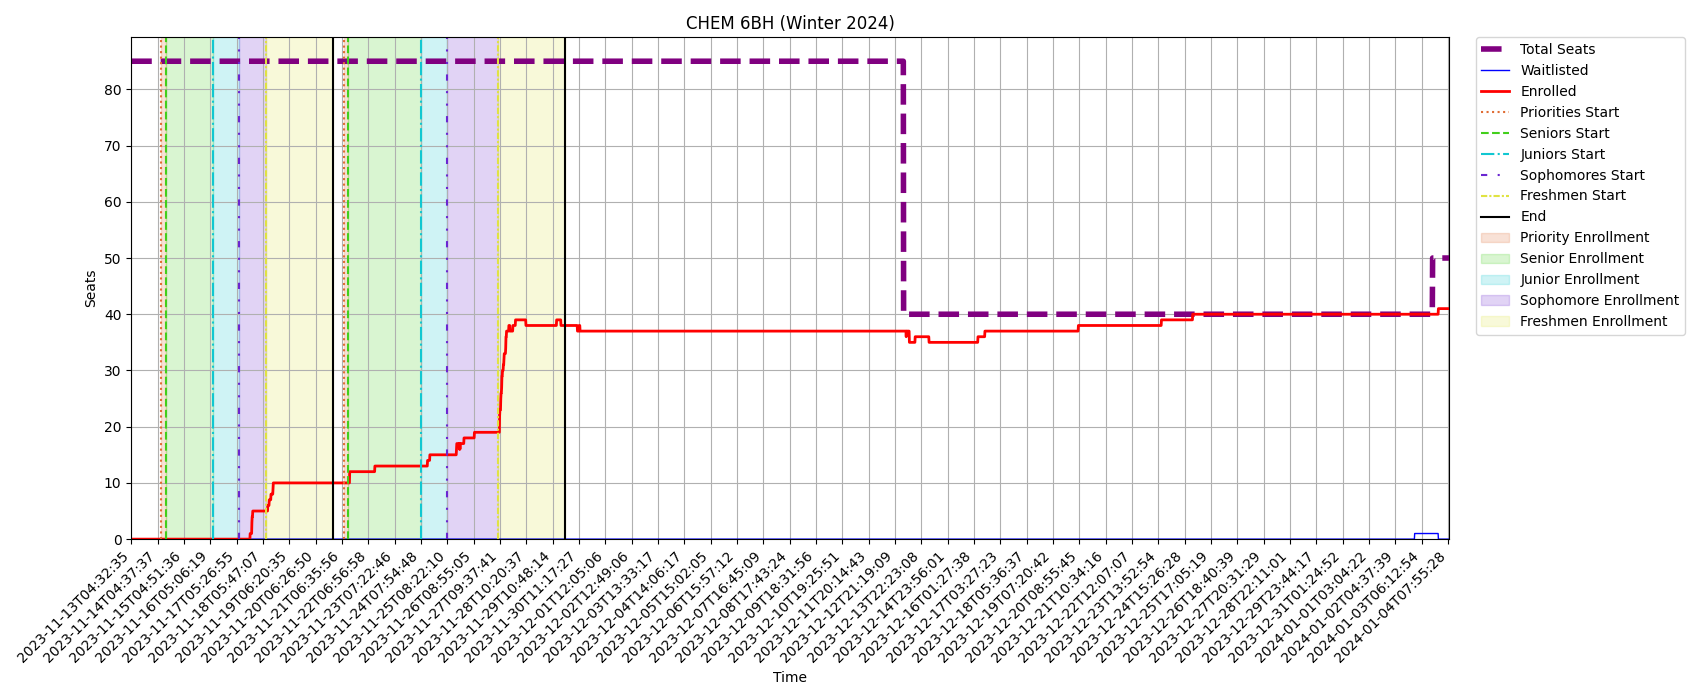 CHEM 6BH (Winter 2024)
Seats
80
70
60
50
40
30
20
10
0
2023-11-13T04:32:35
2023-11-14T04:37:37
2023-11-15T04:51:36
2023-11-16T05:06:19
2023-11-17T05:26:55
2023-11-18T05:47:07
2023-11-19T06:20:35
2023-11-20T06:26:50
2023-11-21T06:35:56
2023-11-22T06:56:58
2023-11-23T07:22:46
2023-11-24T07:54:48
2023-11-25T08:22:10
2023-11-26T08:55:05
2023-11-27T09:37:41
2023-11-28T10:20:37
2023-11-29T10:48:14
2023-11-30T11:17:27
2023-12-01T12:05:06
2023-12-02T12:49:06
2023-12-03T13:33:17
2023-12-04T14:06:17
2023-12-05T15:02:05
2023-12-06T15:57:12
2023-12-07T16:45:09
2023-12-08T17:43:24
2023-12-09T18:31:56
2023-12-10T19:25:51
2023-12-11T20:14:43
2023-12-12T21:19:09
2023-12-13T22:23:08
2023-12-14T23:56:01
2023-12-16T01:27:38
2023-12-17T03:27:23
2023-12-18T05:36:37
2023-12-19T07:20:42
2023-12-20T08:55:45
2023-12-21T10:34:16
2023-12-22T12:07:07
2023-12-23T13:52:54
2023-12-24T15:26:28
2023-12-25T17:05:19
2023-12-26T18:40:39
2023-12-27T20:31:29
2023-12-28T22:11:01
2023-12-29T23:44:17
2023-12-31T01:24:52
2024-01-01T03:04:22
2024-01-02T04:37:39
2024-01-03T06:12:54
2024-01-04T07:55:28
Time
Total Seats
Waitlisted
Enrolled
Priorities Start
Seniors Start
Juniors Start
Sophomores Start
Freshmen Start
End
Priority Enrollment
Senior Enrollment
Junior Enrollment
Sophomore Enrollment
Freshmen Enrollment